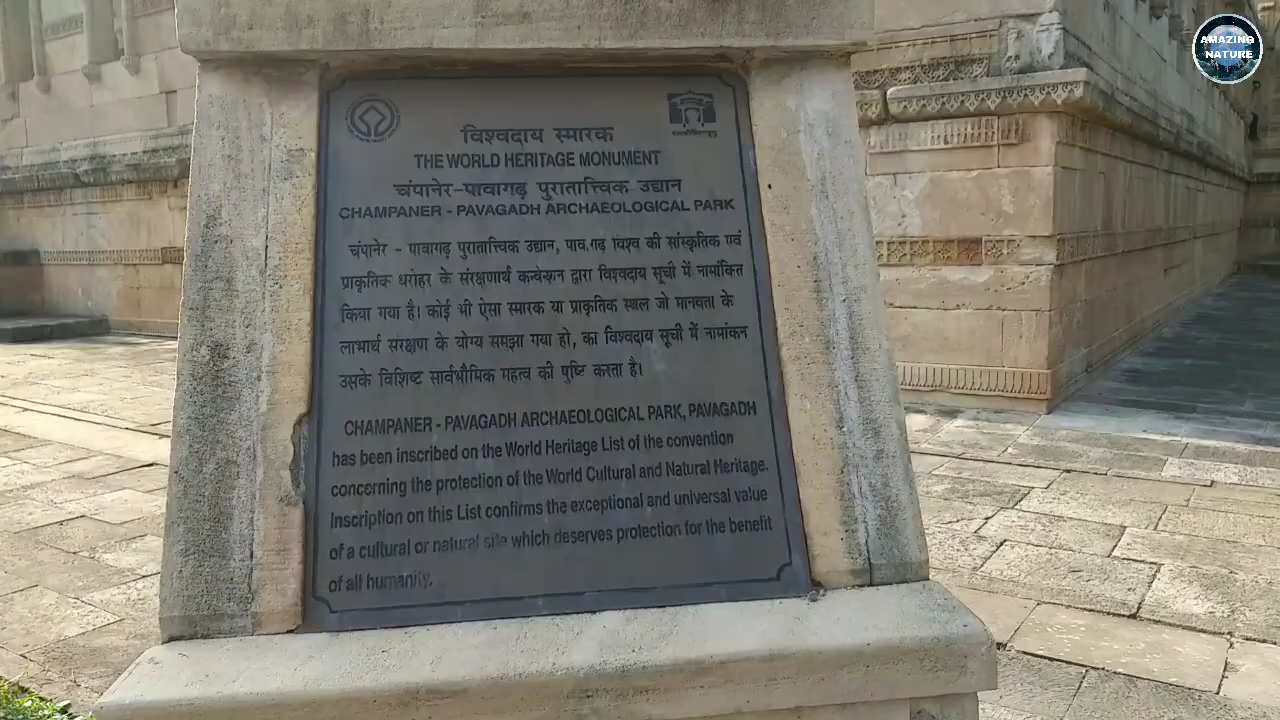 AMAZING
NATURE
विश्वदाय स्मारक
THE WORLD HERITAGE MONUMENT
चंपानेर-पावागढ़ पुरातात्त्विक उद्यान
CHAMPANER - PAVAGADH ARCHAEOLOGICAL PARK
चंपानेर - पावागढ़ पुरातात्त्विक उद्यान, पावागढ़ विश्व की सांस्कृतिक एवं
प्राकृतिक धरोहर के संरक्षणार्थ कन्वेन्शन द्वारा विश्वदाय सूची में नामांकित
किया गया है। कोई भी ऐसा स्मारक या प्राकृतिक स्थल जो मानवता के
लाभार्थ संरक्षण के योग्य समझा गया हो, का विश्वदाय सूची में नामांकन
उसके विशिष्ट सार्वभौमिक महत्व की पुष्टि करता है।
CHAMPANER - PAVAGADH ARCHAEOLOGICAL PARK, PAVAGADH
has been inscribed on the World Heritage List of the convention
concerning the protection of the World Cultural and Natural Heritage.
Inscription on this List confirms the exceptional and universal value
of a cultural or natural site which deserves protection for the benefit
of all humanity.